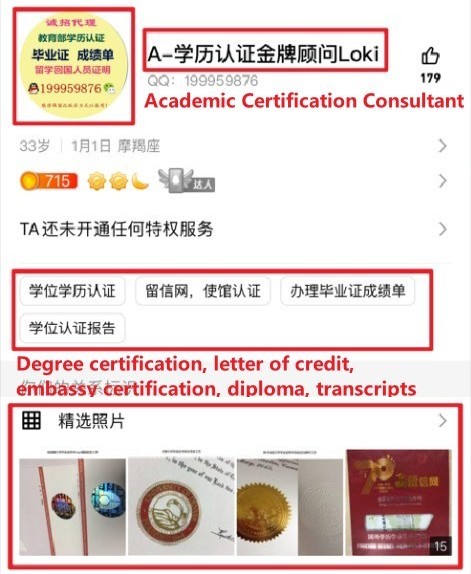 诚招代理
教育部学历认证
毕业证 成绩单
留学回国人员证明
199959876
A-学历认证金牌顾问Loki
179
QQ: 199959876
Academic Certification Consultant
33岁 1月1日 摩羯座
715
达人
TA还未开通任何特权服务
学位学历认证
留信网，使馆认证
办理毕业证成绩单
学位认证报告
Degree certification, letter of credit,
embassy certification, diploma, transcripts
精选照片
15